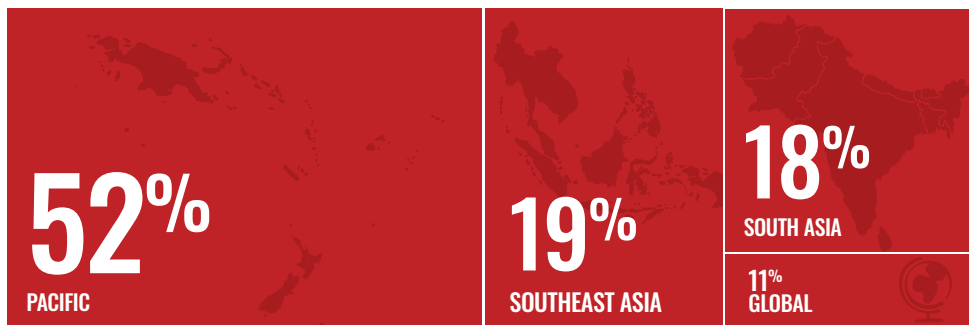 52%
PACIFIC
19%
SOUTHEAST ASIA
18%
SOUTH ASIA
11%
GLOBAL